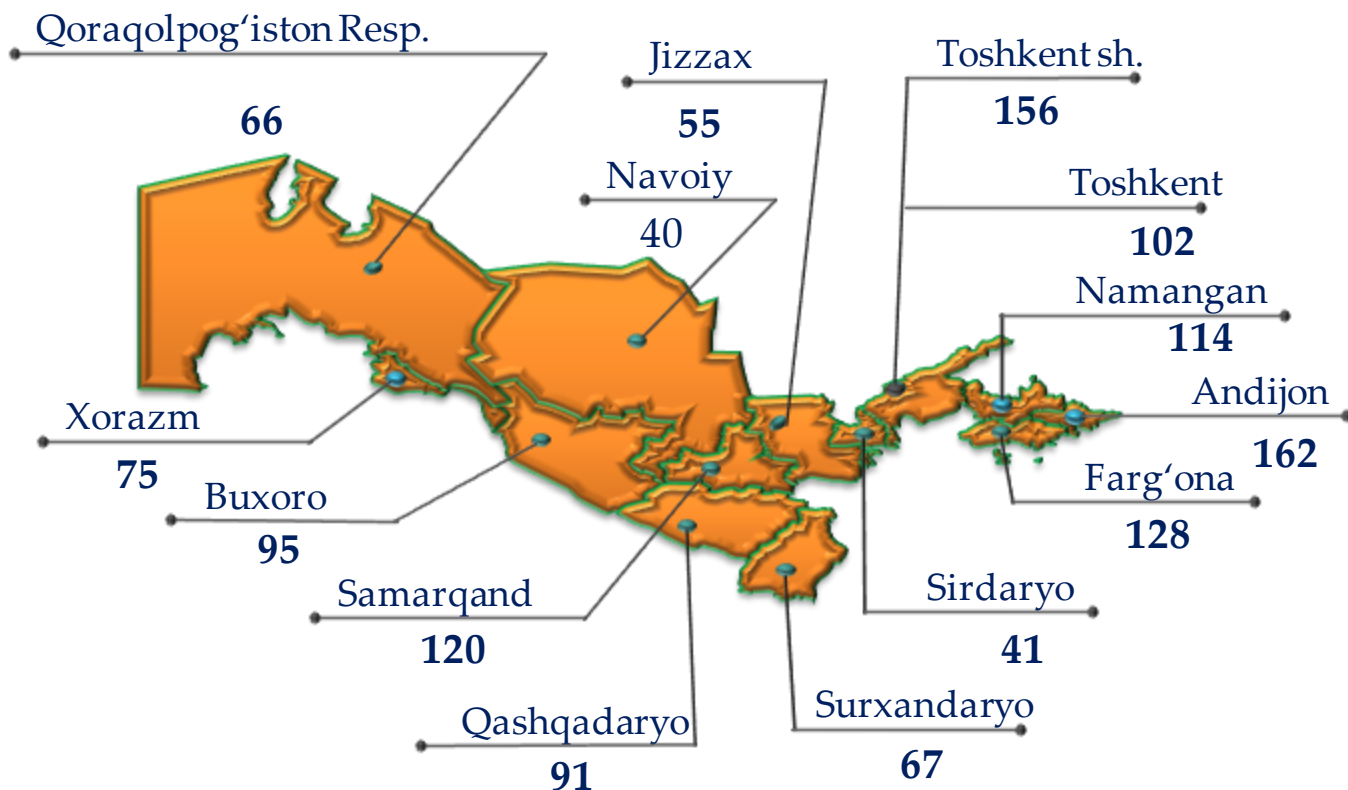 Qoraqolpog‘iston Resp.
66
Jizzax
55
Toshkent sh.
156
Navoiy
40
Toshkent
102
Namangan
114
Andijon
162
Xorazm
75
Farg‘ona
128
Buxoro
95
Samarqand
120
Sirdaryo
41
Qashqadaryo
91
Surxandaryo
67